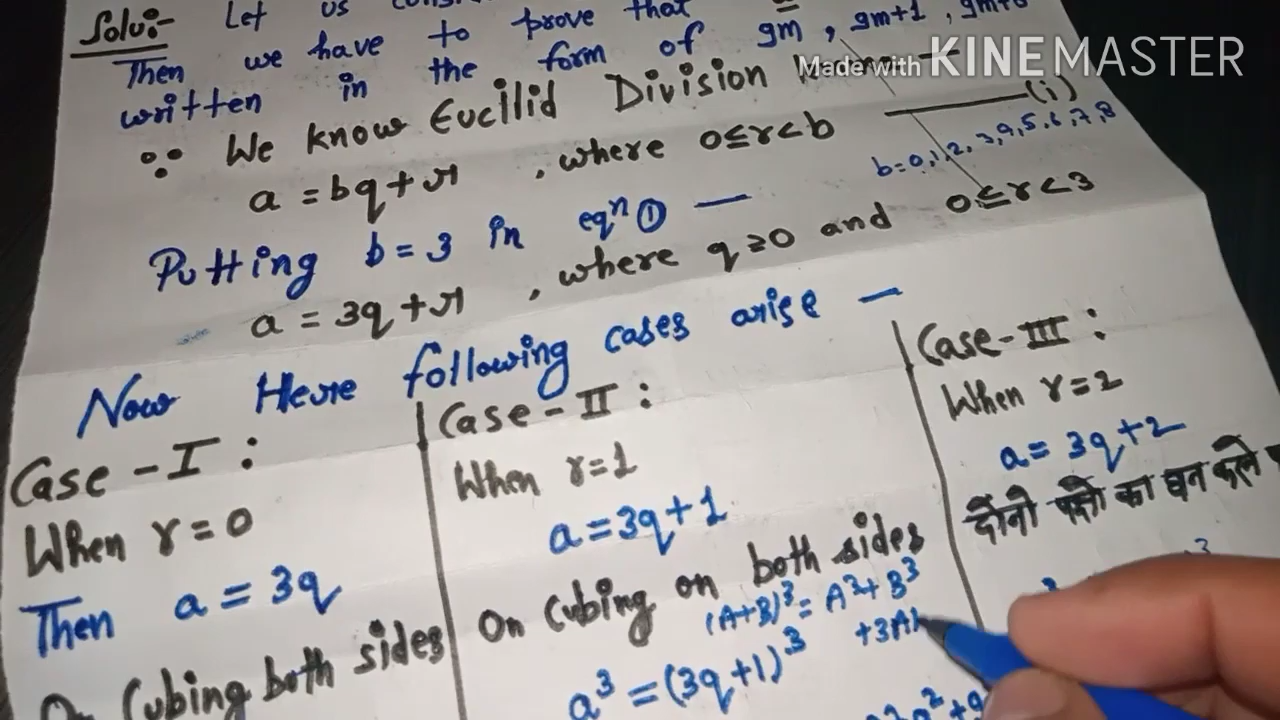 Solu:- Let us
Then we have to prove that
written in the form of 9m, 9m+1, 9m+8
Made with KINEMASTER
∵ We know Eucilid Division
a = bq + r , where 0≤r<b —(i)
b=0,1,2,3,4,5,6,7,8
Putting b = 3 in eqⁿ ① —
a = 3q + r , where q≥0 and 0≤r<3
Now Here following cases arise —
Case - I :
When r = 0
Then a = 3q
On Cubing both sides
Case - II :
When r=1
a = 3q + 1
On Cubing on both sides
(A+B)³ = A³ + B³
+3A
a³ = (3q+1)³
Case - III :
When r=2
a = 3q + 2
दोनो पक्षो का घन करने